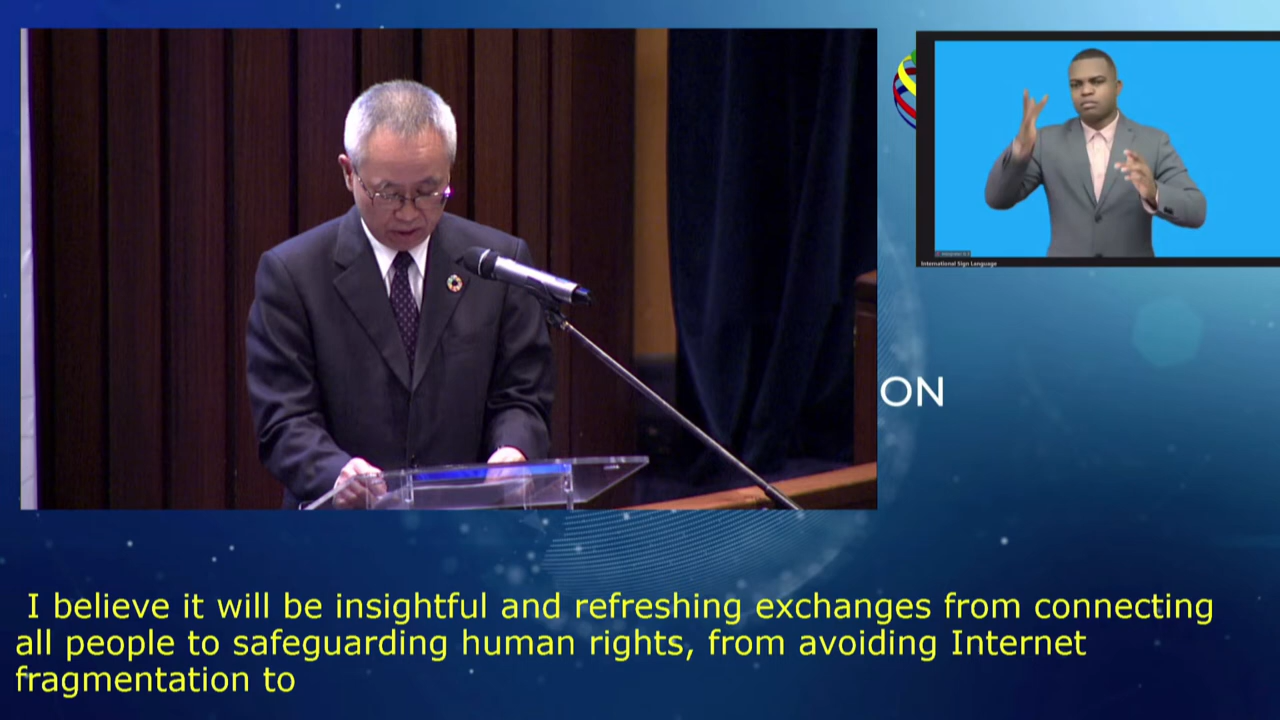 International Sign Language
ON
I believe it will be insightful and refreshing exchanges from connecting
all people to safeguarding human rights, from avoiding Internet
fragmentation to